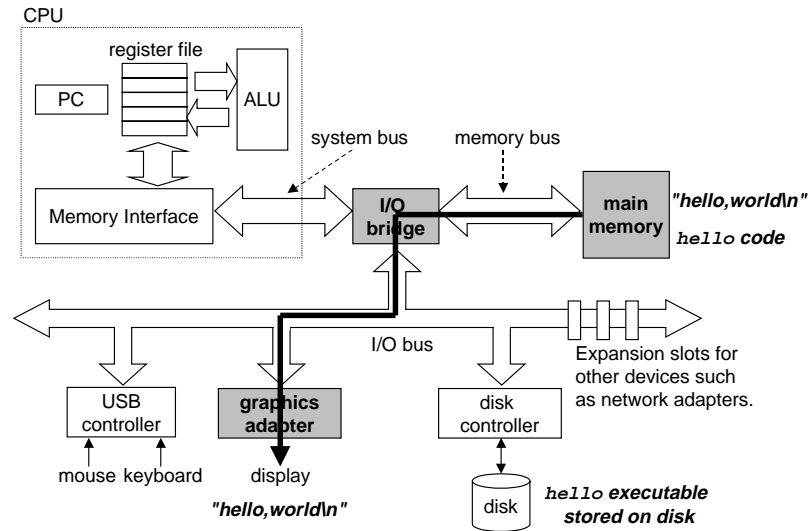 CPU
register file
PC
ALU
system bus
memory bus
Memory Interface
I/O
bridge
main
memory
"hello,world\n"
hello code
I/O bus
Expansion slots for
other devices such
as network adapters.
USB
controller
graphics
adapter
disk
controller
mouse keyboard
display
"hello,world\n"
disk
hello executable
stored on disk